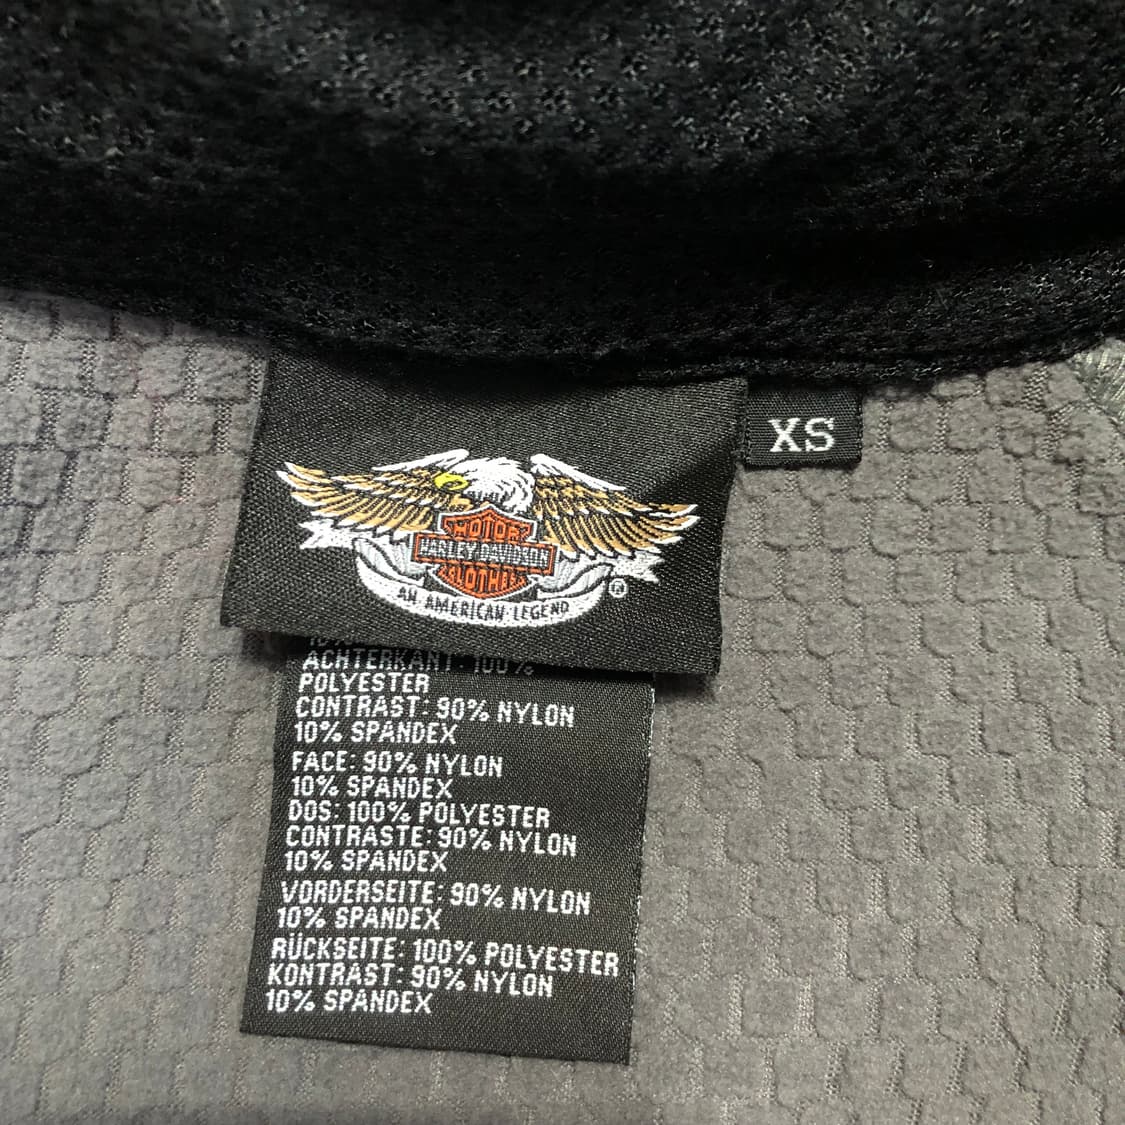 XS
MOTOR
HARLEY-DAVIDSON
CLOTHES
AN AMERICAN LEGEND
®
ACHTERKANT: 100%
POLYESTER
CONTRAST: 90% NYLON
10% SPANDEX
FACE: 90% NYLON
10% SPANDEX
DOS: 100% POLYESTER
CONTRASTE: 90% NYLON
10% SPANDEX
VORDERSEITE: 90% NYLON
10% SPANDEX
RÜCKSEITE: 100% POLYESTER
KONTRAST: 90% NYLON
10% SPANDEX